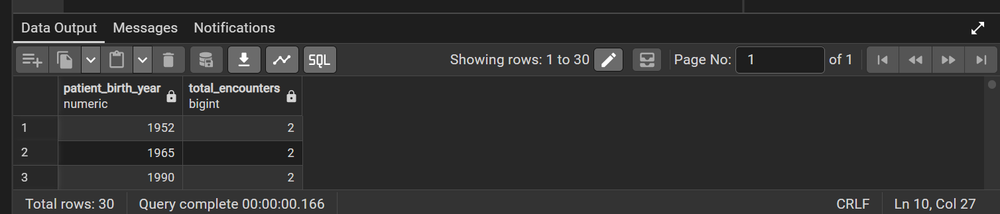 Data Output Messages Notifications
SQL Showing rows: 1 to 30 Page No: 1 of 1
patient_birth_year total_encounters
numeric bigint
1 1952 2
2 1965 2
3 1990 2
Total rows: 30 Query complete 00:00:00.166 CRLF Ln 10, Col 27